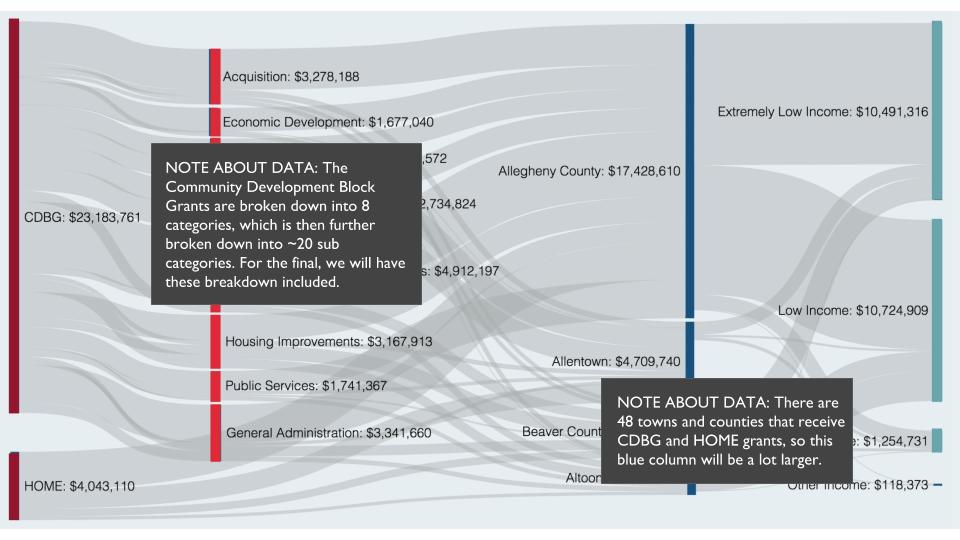 Acquisition: $3,278,188
Extremely Low Income: $10,491,316
Economic Development: $1,677,040
,572
Allegheny County: $17,428,610
NOTE ABOUT DATA: The
Community Development Block
Grants are broken down into 8
categories, which is then further
broken down into ~20 sub
categories. For the final, we will have
these breakdown included.
2,734,824
CDBG: $23,183,761
s: $4,912,197
Low Income: $10,724,909
Housing Improvements: $3,167,913
Allentown: $4,709,740
Public Services: $1,741,367
General Administration: $3,341,660
Beaver Count
NOTE ABOUT DATA: There are
48 towns and counties that receive
CDBG and HOME grants, so this
blue column will be a lot larger.
e: $1,254,731
Altoon
HOME: $4,043,110
Other Income: $118,373